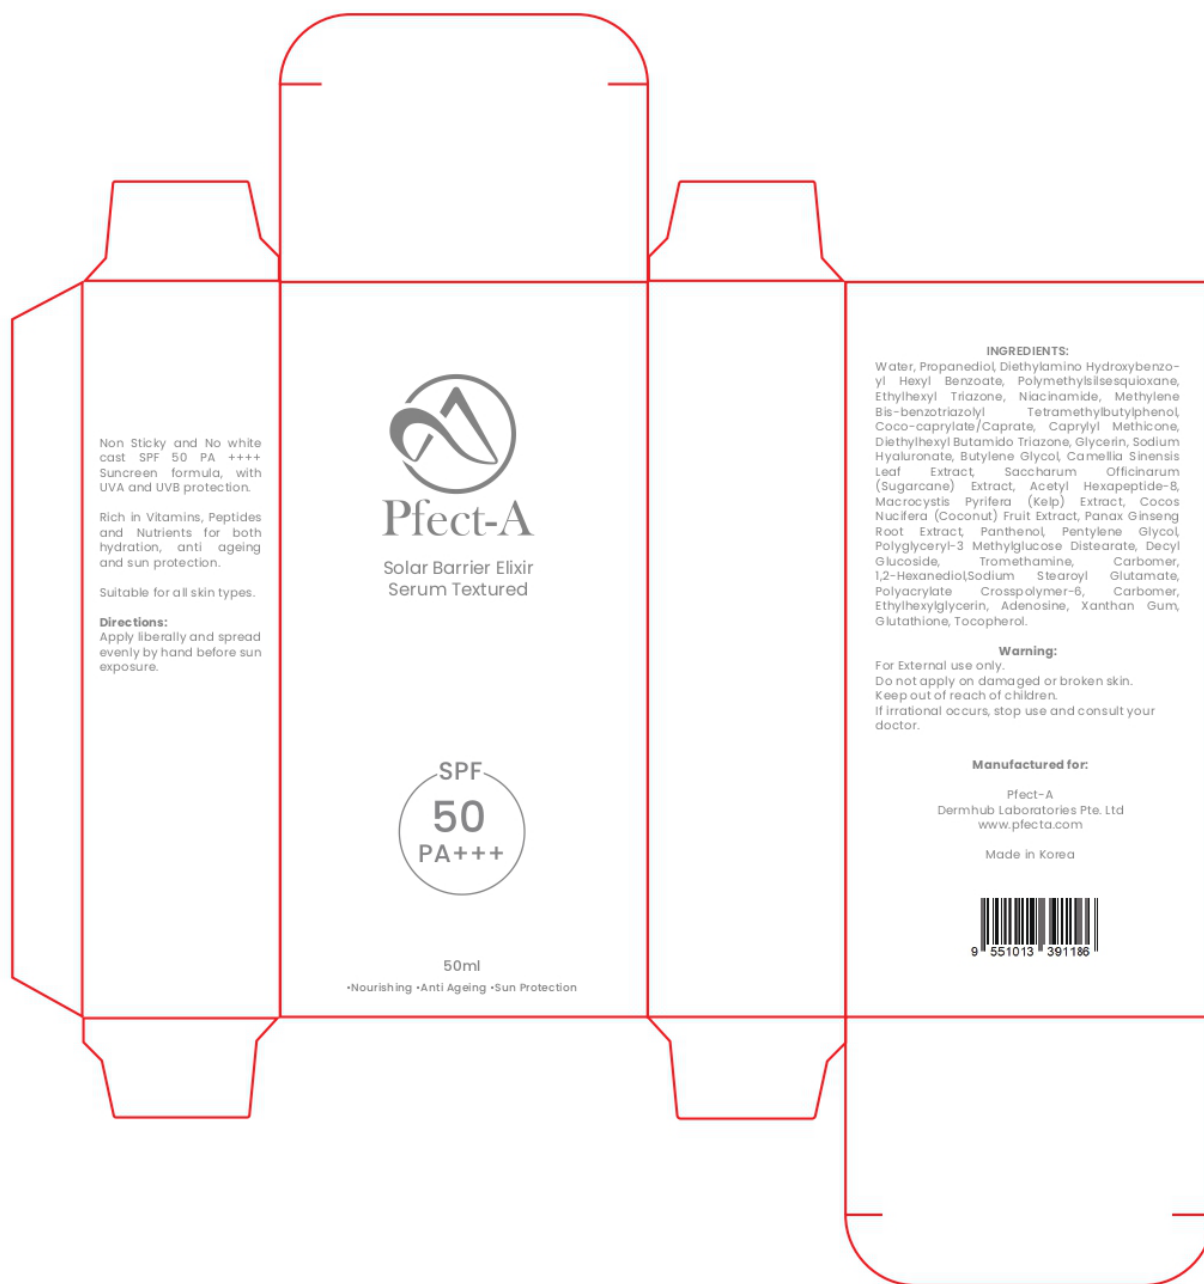 Non Sticky and No white
cast SPF 50 PA ++++
Suncreen formula, with
UVA and UVB protection.
Rich in Vitamins, Peptides
and Nutrients for both
hydration, anti ageing
and sun protection.
Suitable for all skin types.
Directions:
Apply liberally and spread
evenly by hand before sun
exposure.
Pfect-A
Solar Barrier Elixir
Serum Textured
SPF
50
PA+++
50ml
•Nourishing •Anti Ageing •Sun Protection
INGREDIENTS:
Water, Propanediol, Diethylamino Hydroxybenzo-
yl Hexyl Benzoate, Polymethylsilsesquioxane,
Ethylhexyl Triazone, Niacinamide, Methylene
Bis-benzotriazolyl Tetramethylbutylphenol,
Coco-caprylate/Caprate, Caprylyl Methicone,
Diethylhexyl Butamido Triazone, Glycerin, Sodium
Hyaluronate, Butylene Glycol, Camellia Sinensis
Leaf Extract, Saccharum Officinarum
(Sugarcane) Extract, Acetyl Hexapeptide-8,
Macrocystis Pyrifera (Kelp) Extract, Cocos
Nucifera (Coconut) Fruit Extract, Panax Ginseng
Root Extract, Panthenol, Pentylene Glycol,
Polyglyceryl-3 Methylglucose Distearate, Decyl
Glucoside, Tromethamine, Carbomer,
1,2-Hexanediol,Sodium Stearoyl Glutamate,
Polyacrylate Crosspolymer-6, Carbomer,
Ethylhexylglycerin, Adenosine, Xanthan Gum,
Glutathione, Tocopherol.
Warning:
For External use only.
Do not apply on damaged or broken skin.
Keep out of reach of children.
If irrational occurs, stop use and consult your
doctor.
Manufactured for:
Pfect-A
Dermhub Laboratories Pte. Ltd
www.pfecta.com
Made in Korea
9 551013 391186